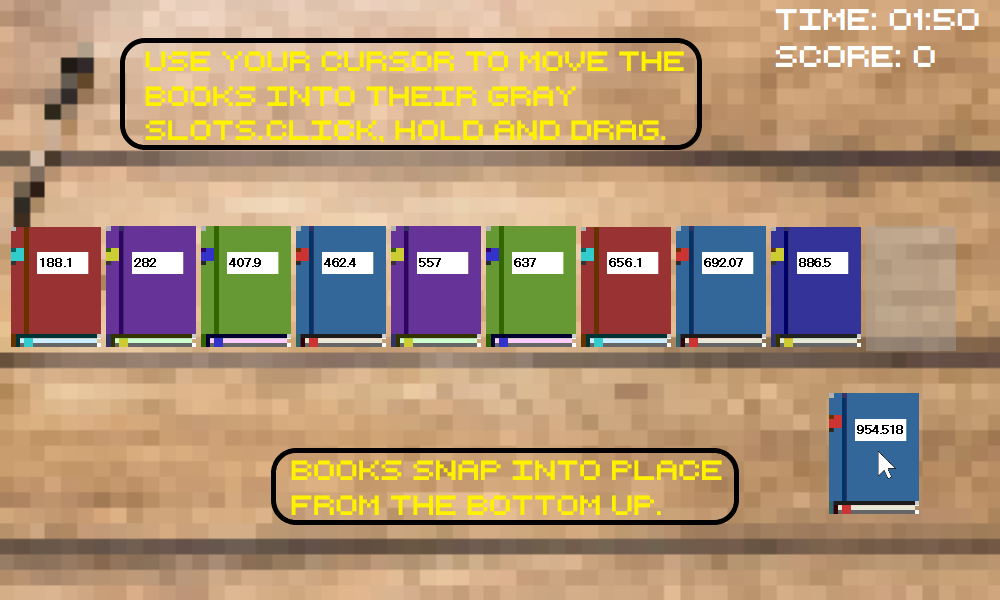 TIME: 01:50
SCORE: 0
USE YOUR CURSOR TO MOVE THE
BOOKS INTO THEIR GRAY
SLOTS.CLICK, HOLD AND DRAG.
188.1
282
407.9
462.4
557
637
656.1
692.07
886.5
954.518
BOOKS SNAP INTO PLACE
FROM THE BOTTOM UP.